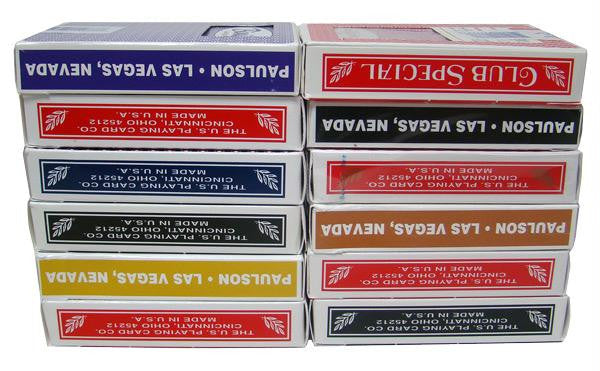 PAULSON • LAS VEGAS, NEVADA
THE U.S. PLAYING CARD CO.
CINCINNATI, OHIO 45212
MADE IN U.S.A.
THE U.S. PLAYING CARD CO.
CINCINNATI, OHIO 45212
MADE IN U.S.A.
THE U.S. PLAYING CARD CO.
CINCINNATI, OHIO 45212
MADE IN U.S.A.
PAULSON • LAS VEGAS, NEVADA
THE U.S. PLAYING CARD CO.
CINCINNATI, OHIO 45212
MADE IN U.S.A.
CLUB SPECIAL
PAULSON • LAS VEGAS, NEVADA
THE U.S. PLAYING CARD CO.
CINCINNATI, OHIO 45212
MADE IN U.S.A.
PAULSON • LAS VEGAS, NEVADA
THE U.S. PLAYING CARD CO.
CINCINNATI, OHIO 45212
MADE IN U.S.A.
THE U.S. PLAYING CARD CO.
CINCINNATI, OHIO 45212
MADE IN U.S.A.